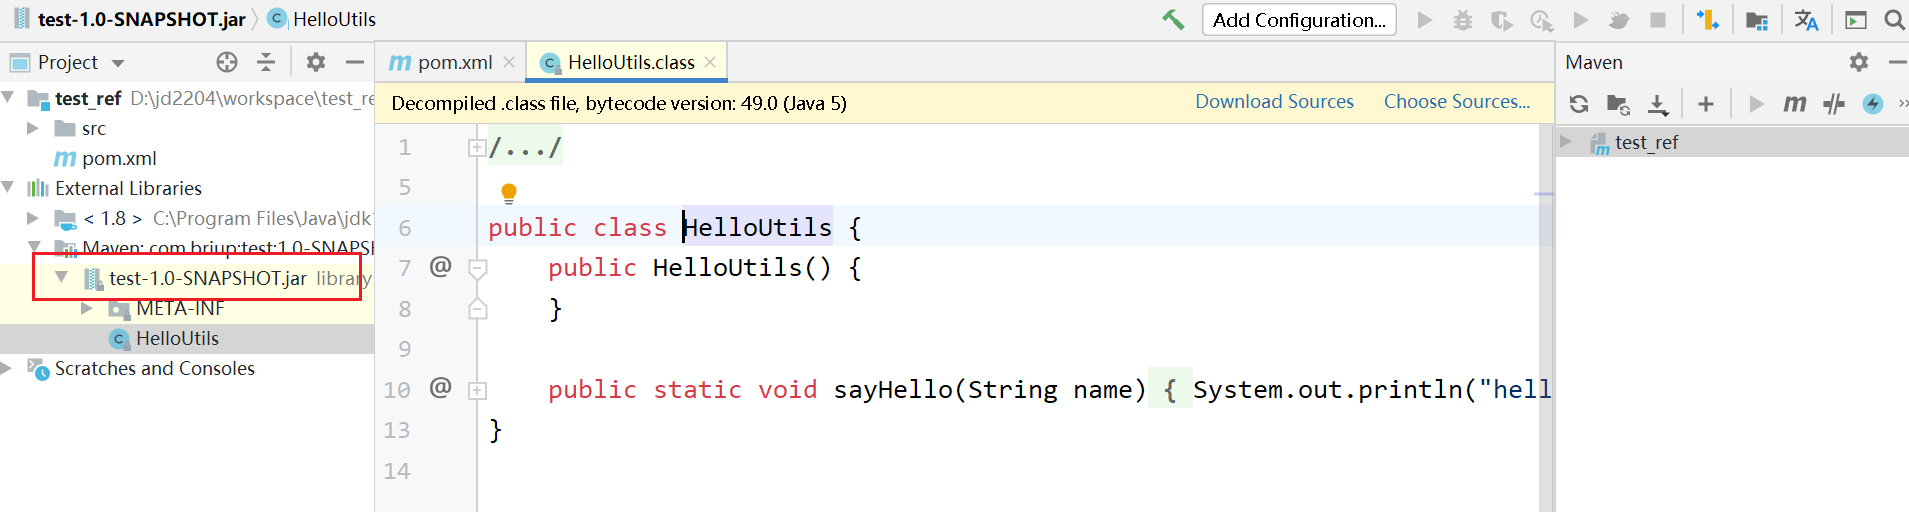 test-1.0-SNAPSHOT.jar HelloUtils
Add Configuration...
Project
pom.xml
HelloUtils.class
Maven
test_ref D:\jd2204\workspace\test_re
src
pom.xml
External Libraries
< 1.8 > C:\Program Files\Java\jdk
Maven: com.briup:test:1.0-SNAPSH
test-1.0-SNAPSHOT.jar library
META-INF
HelloUtils
Scratches and Consoles
Decompiled .class file, bytecode version: 49.0 (Java 5)
Download Sources
Choose Sources...
1 /.../
5
6 public class HelloUtils {
7 @ public HelloUtils() {
8 }
9
10 @ public static void sayHello(String name) { System.out.println("hell
13 }
14
test_ref